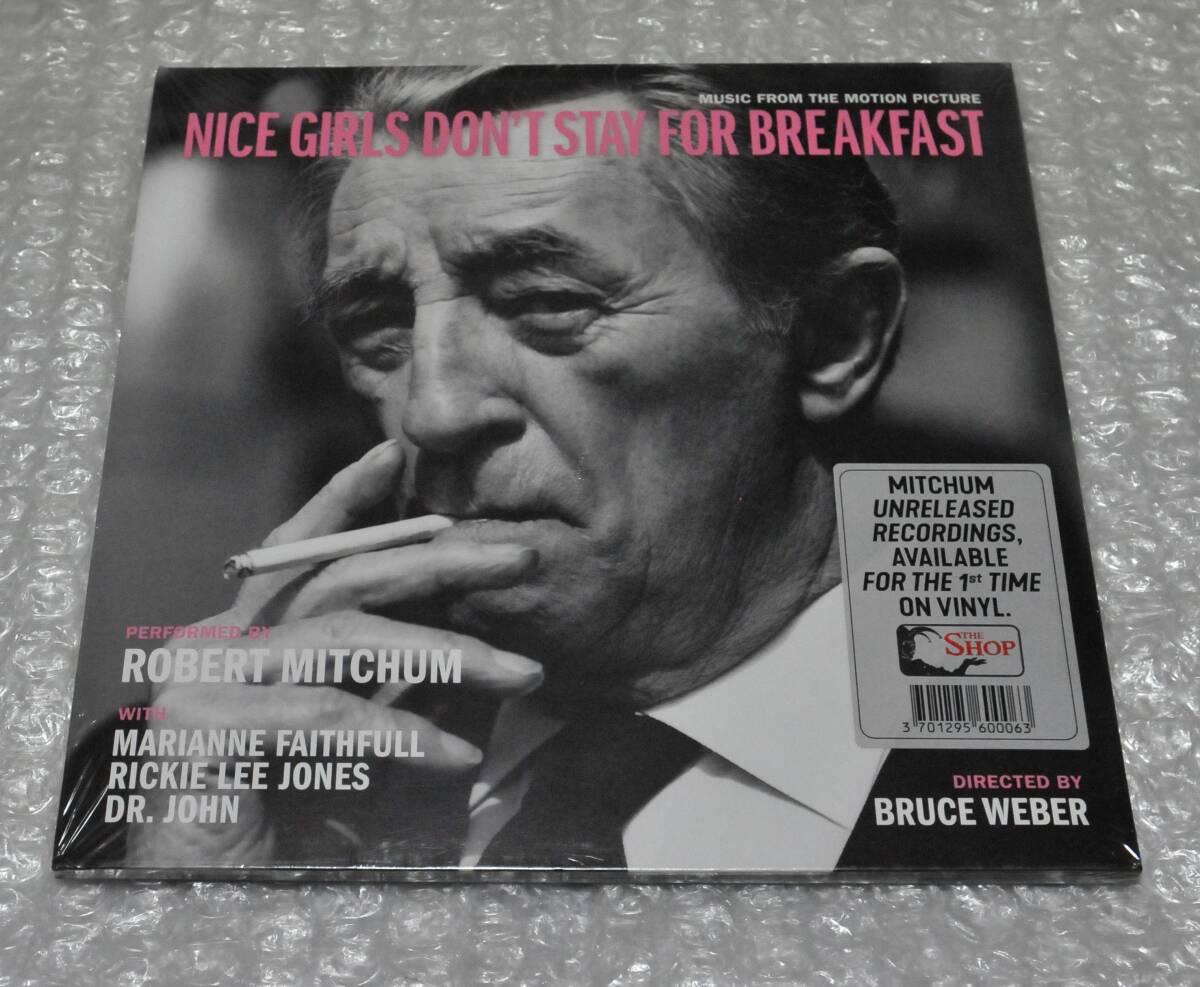 MUSIC FROM THE MOTION PICTURE
NICE GIRLS DON'T STAY FOR BREAKFAST
MITCHUM
UNRELEASED
RECORDINGS,
AVAILABLE
FOR THE 1st TIME
ON VINYL.
THE
SHOP
3 701295 600063
PERFORMED BY
ROBERT MITCHUM
WITH
MARIANNE FAITHFULL
RICKIE LEE JONES
DR. JOHN
DIRECTED BY
BRUCE WEBER